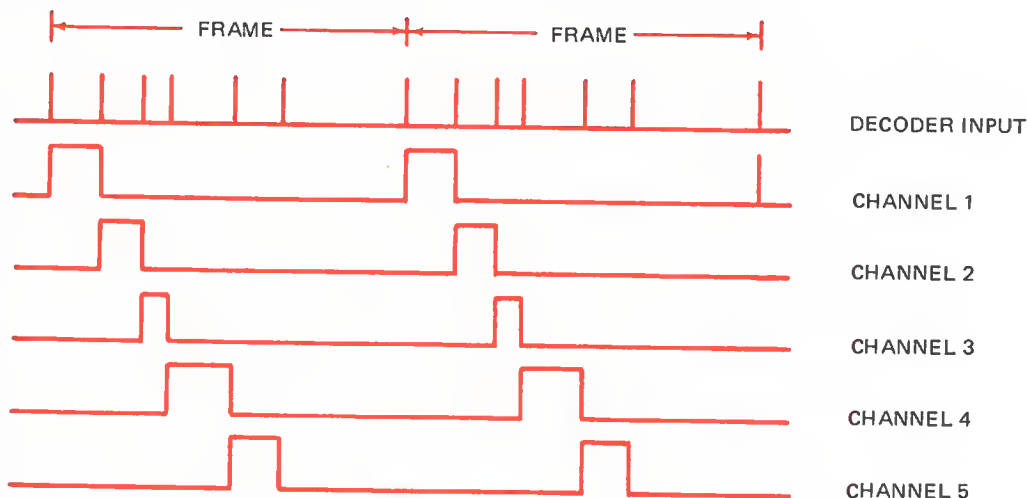 FRAME
FRAME
DECODER INPUT
CHANNEL 1
CHANNEL 2
CHANNEL 3
CHANNEL 4
CHANNEL 5